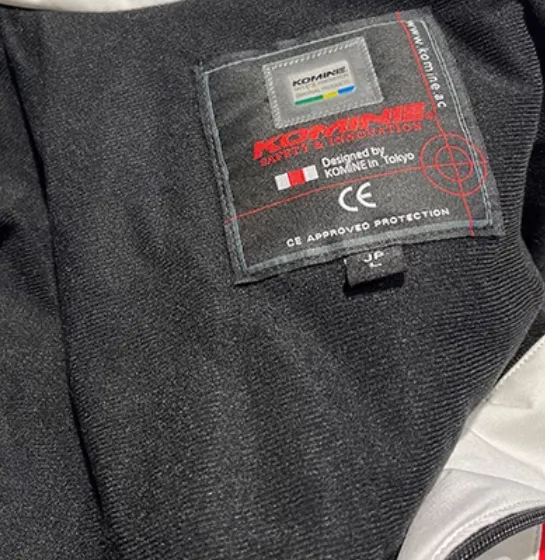 KOMINE
www.komine.ac
KOMINE
SAFETY & INNOVATION
Designed by
KOMINE in Tokyo
CE
CE APPROVED PROTECTION
JP
L